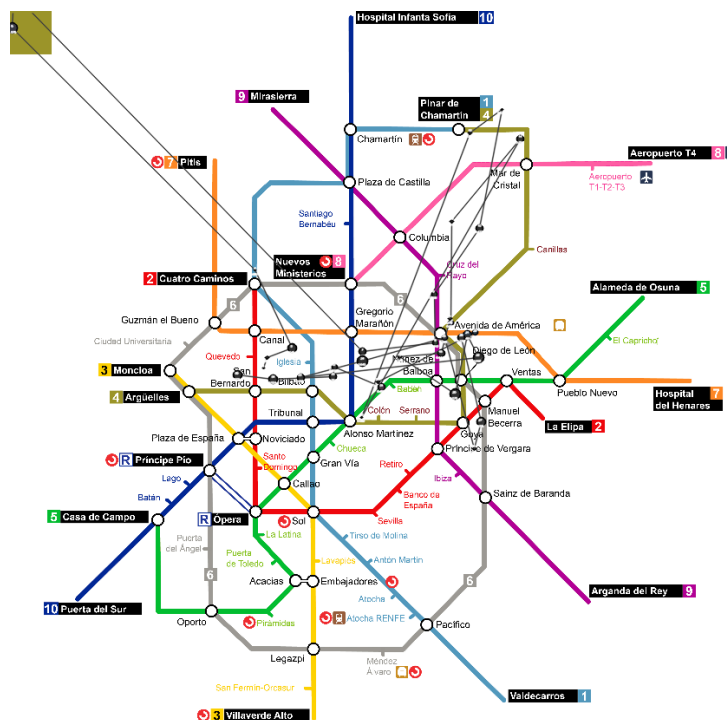 Hospital Infanta Sofía 10
9 Mirasierra
Pinar de
Chamartín
1
4
Chamartín
Aeropuerto T4 8
7 Pitis
Mar de
Cristal
Aeropuerto
T1-T2-T3
Plaza de Castilla
Santiago
Bernabéu
Columbia
Canillas
Nuevos 8
Ministerios
2 Cuatro Caminos
Cruz del
Rayo
Alameda de Osuna 5
6
6
Gregorio
Marañón
Guzmán el Bueno
Avenida de América
Ciudad Universitaria
Canal
El Capricho
Quevedo
Iglesia
Diego de León
3 Moncloa
San
Bernardo
Bilbao
Núñez de
Balboa
Ventas
4 Argüelles
Pueblo Nuevo
Hospital
del Henares
7
Tribunal
Colón
Serrano
Manuel
Becerra
La Elipa 2
Plaza de España
Noviciado
Alonso Martínez
Goya
Chueca
Príncipe de Vergara
R Príncipe Pío
Santo
Domingo
Gran Vía
Retiro
Lago
Ibiza
Batán
Callao
Banco de
España
Sainz de Baranda
5 Casa de Campo
R Ópera
Sol
Sevilla
La Latina
Tirso de Molina
Puerta
del Ángel
Puerta
de Toledo
Lavapiés
Antón Martín
6
6
Acacias
Embajadores
Arganda del Rey 9
10 Puerta del Sur
Atocha
Oporto
Pirámides
Atocha RENFE
Pacífico
Legazpi
Méndez
Álvaro
San Fermín-Orcasur
Valdecarros 1
3 Villaverde Alto